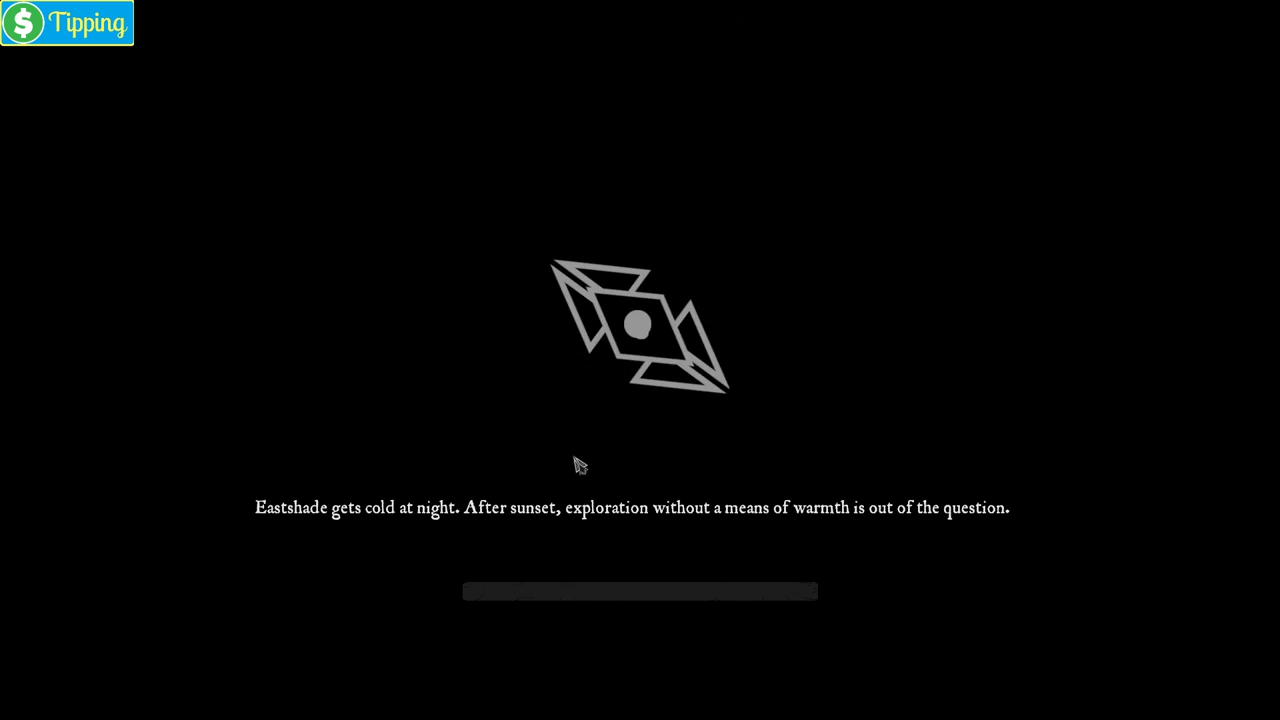 $ Tipping
Eastshade gets cold at night. After sunset, exploration without a means of warmth is out of the question.